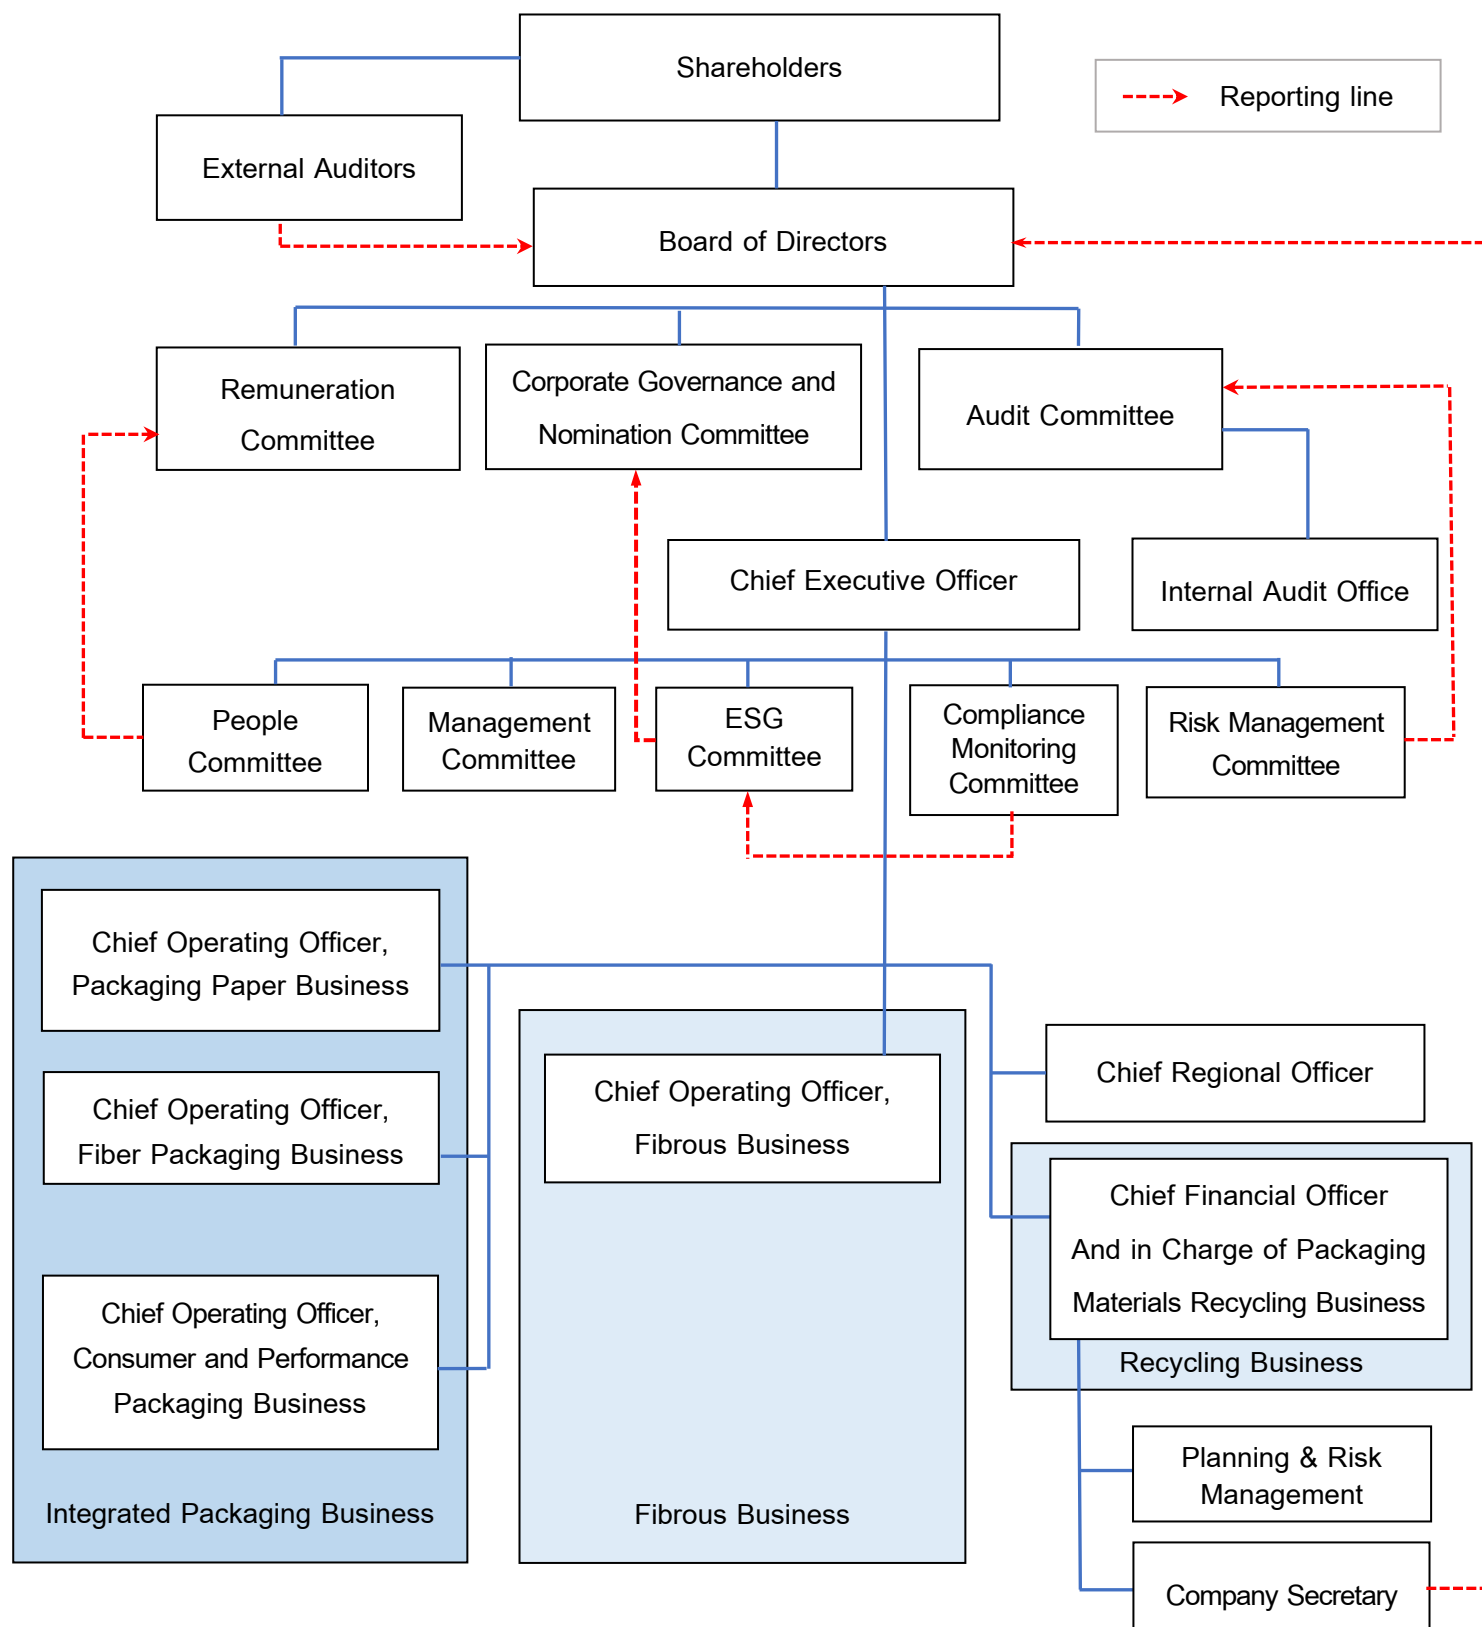 Shareholders
Reporting line
External Auditors
Board of Directors
Remuneration
Committee
Corporate Governance and
Nomination Committee
Audit Committee
Chief Executive Officer
Internal Audit Office
People
Committee
Management
Committee
ESG
Committee
Compliance
Monitoring
Committee
Risk Management
Committee
Chief Operating Officer,
Packaging Paper Business
Chief Operating Officer,
Fiber Packaging Business
Chief Operating Officer,
Consumer and Performance
Packaging Business
Integrated Packaging Business
Chief Operating Officer,
Fibrous Business
Fibrous Business
Chief Regional Officer
Chief Financial Officer
And in Charge of Packaging
Materials Recycling Business
Recycling Business
Planning & Risk
Management
Company Secretary